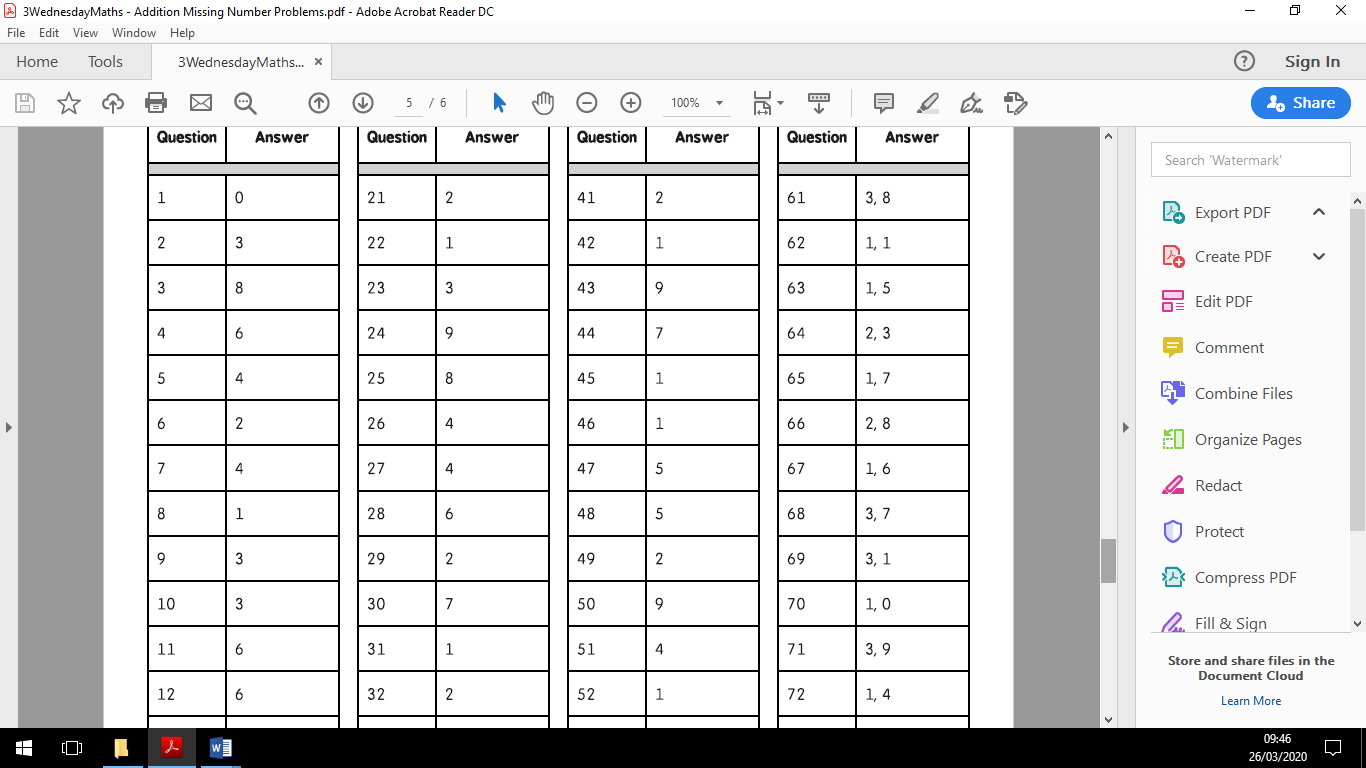 3WednesdayMaths - Addition Missing Number Problems.pdf - Adobe Acrobat Reader DC
File Edit View Window Help
Home Tools 3WednesdayMaths... × ? Sign In
5 / 6 100% Share
Question Answer Question Answer Question Answer Question Answer
1 0 21 2 41 2 61 3, 8
2 3 22 1 42 1 62 1, 1
3 8 23 3 43 9 63 1, 5
4 6 24 9 44 7 64 2, 3
5 4 25 8 45 1 65 1, 7
6 2 26 4 46 1 66 2, 8
7 4 27 4 47 5 67 1, 6
8 1 28 6 48 5 68 3, 7
9 3 29 2 49 2 69 3, 1
10 3 30 7 50 9 70 1, 0
11 6 31 1 51 4 71 3, 9
12 6 32 2 52 1 72 1, 4
Search 'Watermark'
Export PDF
Create PDF
Edit PDF
Comment
Combine Files
Organize Pages
Redact
Protect
Compress PDF
Fill & Sign
Store and share files in the
Document Cloud
Learn More
09:46
26/03/2020